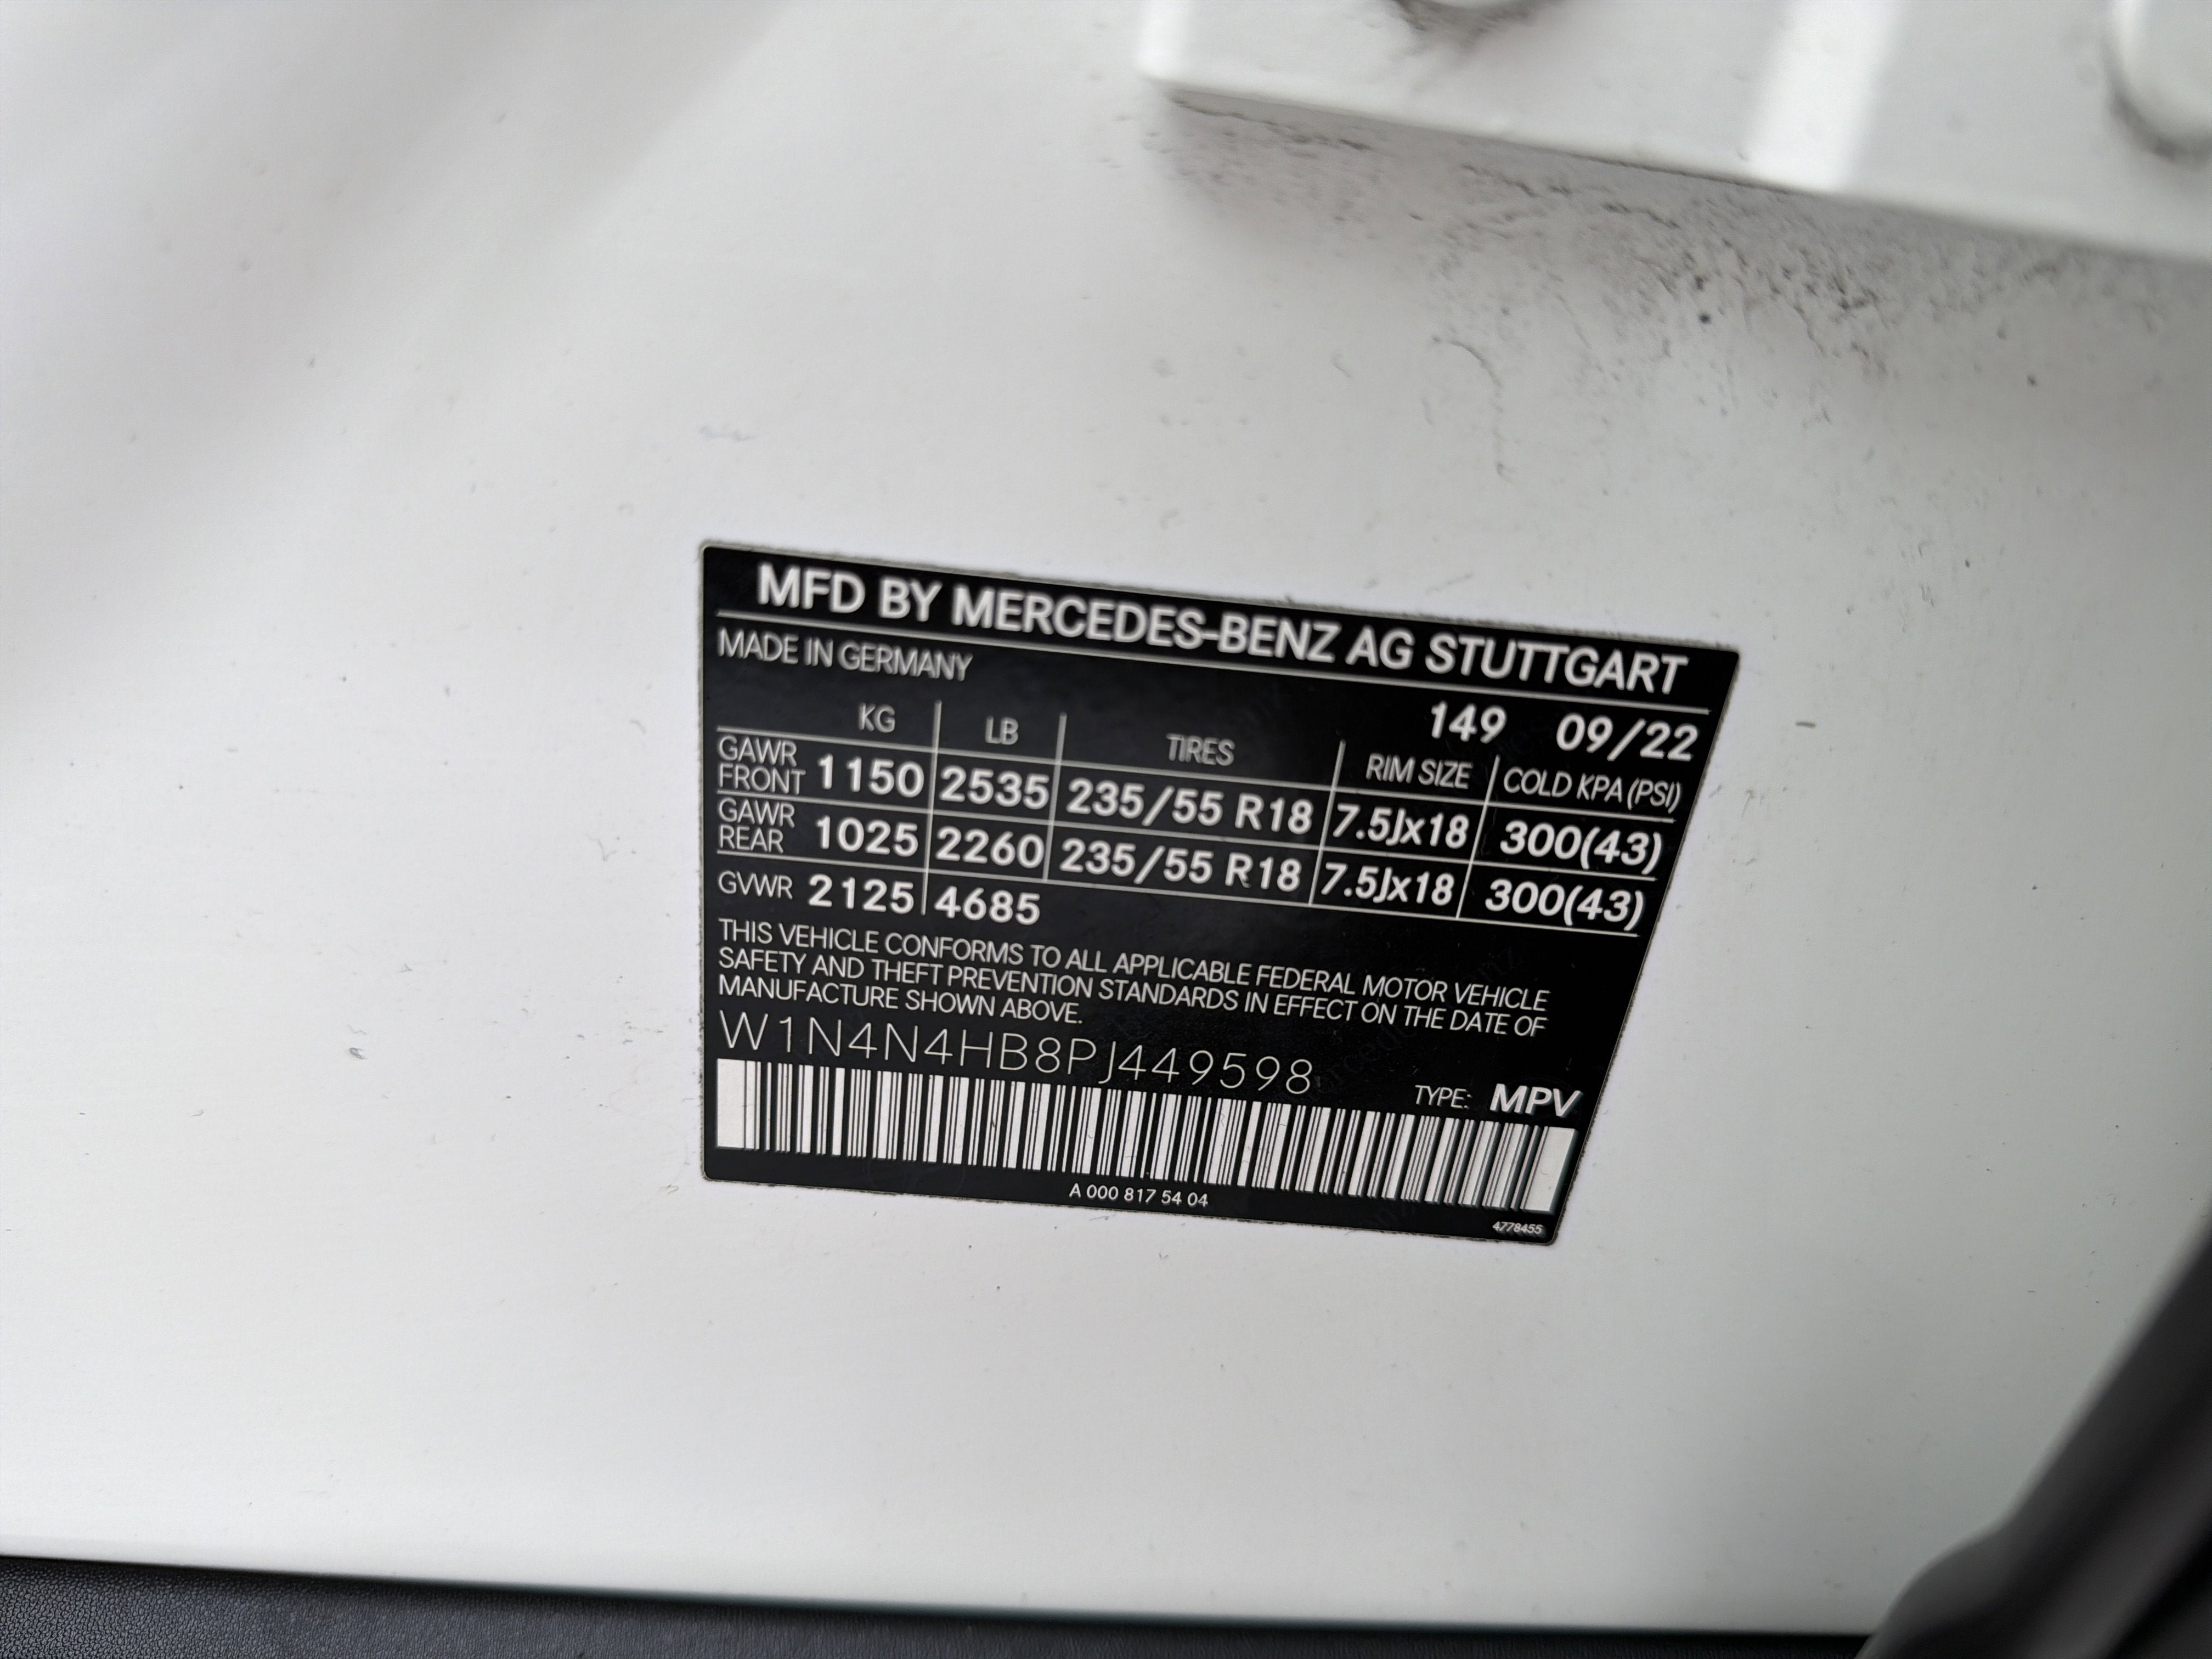 MFD BY MERCEDES-BENZ AG STUTTGART
MADE IN GERMANY
149 09/22
KG LB TIRES RIM SIZE COLD KPA (PSI)
GAWR FRONT 1150 2535 235/55 R18 7.5Jx18 300(43)
GAWR REAR 1025 2260 235/55 R18 7.5Jx18 300(43)
GVWR 2125 4685
THIS VEHICLE CONFORMS TO ALL APPLICABLE FEDERAL MOTOR VEHICLE
SAFETY AND THEFT PREVENTION STANDARDS IN EFFECT ON THE DATE OF
MANUFACTURE SHOWN ABOVE.
W1N4N4HB8PJ449598
TYPE: MPV
A 000 817 54 04
4778455